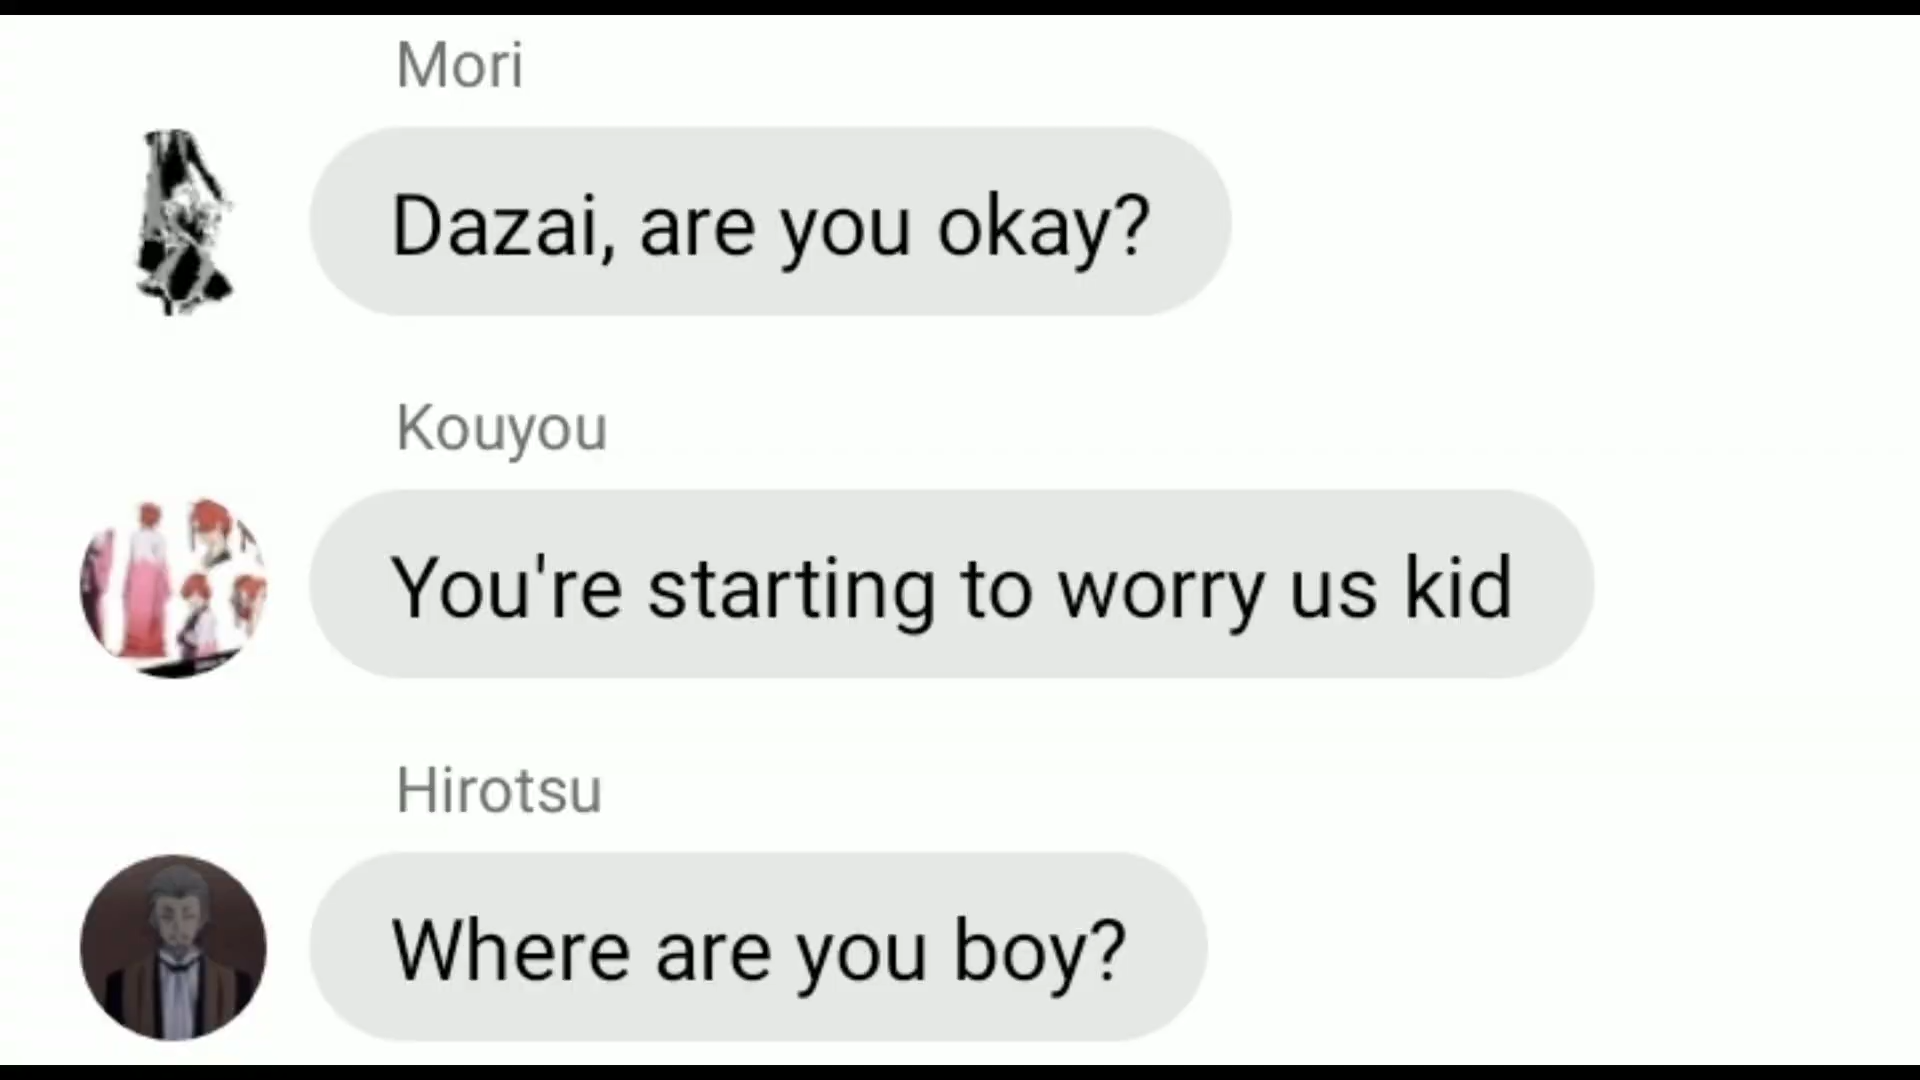 Mori
Dazai, are you okay?
Kouyou
You're starting to worry us kid
Hirotsu
Where are you boy?